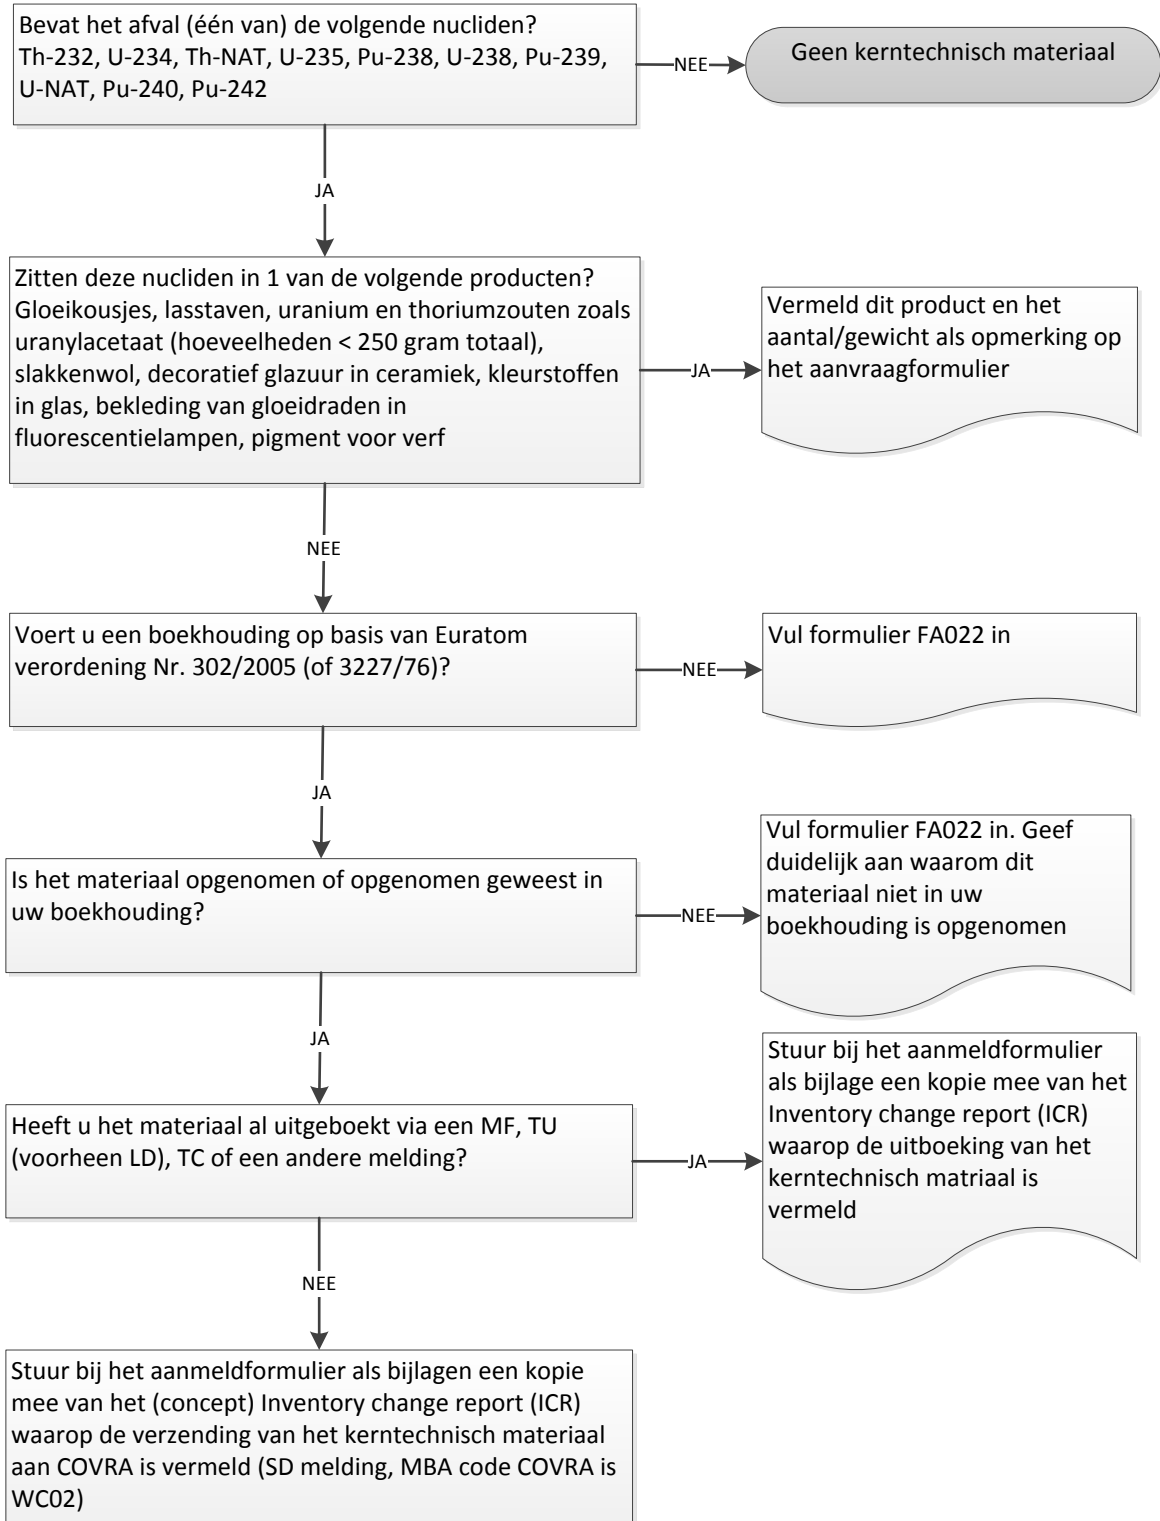 Bevat het afval (één van) de volgende nucliden?
Th-232, U-234, Th-NAT, U-235, Pu-238, U-238, Pu-239,
U-NAT, Pu-240, Pu-242
NEE
Geen kerntechnisch materiaal
JA
Zitten deze nucliden in 1 van de volgende producten?
Gloeikousjes, lasstaven, uranium en thoriumzouten zoals
uranylacetaat (hoeveelheden < 250 gram totaal),
slakkenwol, decoratief glazuur in ceramiek, kleurstoffen
in glas, bekleding van gloeidraden in
fluorescentielampen, pigment voor verf
JA
Vermeld dit product en het
aantal/gewicht als opmerking op
het aanvraagformulier
NEE
Voert u een boekhouding op basis van Euratom
verordening Nr. 302/2005 (of 3227/76)?
NEE
Vul formulier FA022 in
JA
Is het materiaal opgenomen of opgenomen geweest in
uw boekhouding?
NEE
Vul formulier FA022 in. Geef
duidelijk aan waarom dit
materiaal niet in uw
boekhouding is opgenomen
JA
Heeft u het materiaal al uitgeboekt via een MF, TU
(voorheen LD), TC of een andere melding?
JA
Stuur bij het aanmeldformulier
als bijlage een kopie mee van het
Inventory change report (ICR)
waarop de uitboeking van het
kerntechnisch matriaal is
vermeld
NEE
Stuur bij het aanmeldformulier als bijlagen een kopie
mee van het (concept) Inventory change report (ICR)
waarop de verzending van het kerntechnisch materiaal
aan COVRA is vermeld (SD melding, MBA code COVRA is
WC02)